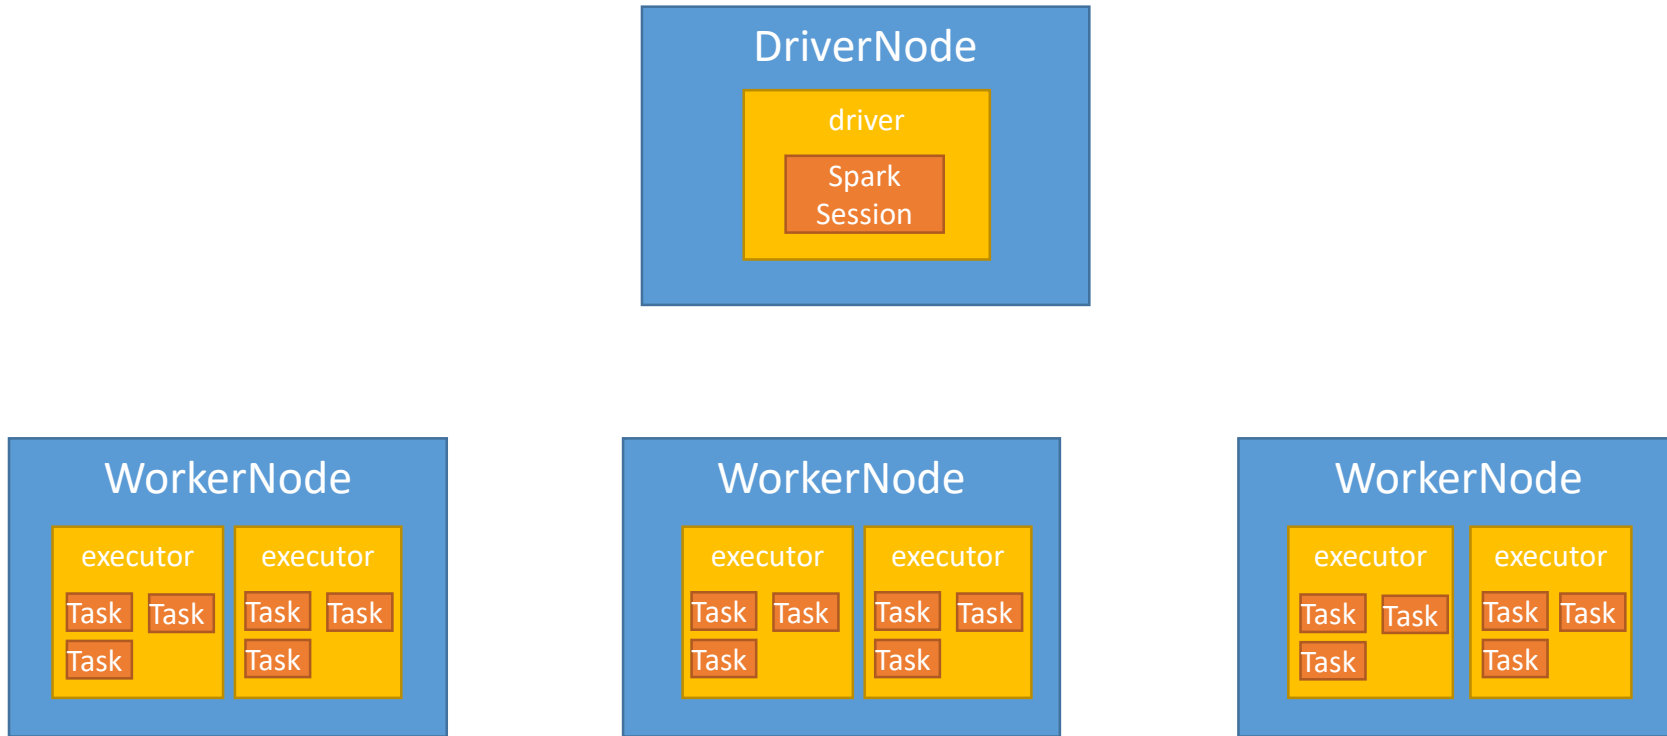 DriverNode
driver
Spark
Session
WorkerNode
executor
executor
Task
Task
Task
Task
Task
Task
WorkerNode
executor
executor
Task
Task
Task
Task
Task
Task
WorkerNode
executor
executor
Task
Task
Task
Task
Task
Task